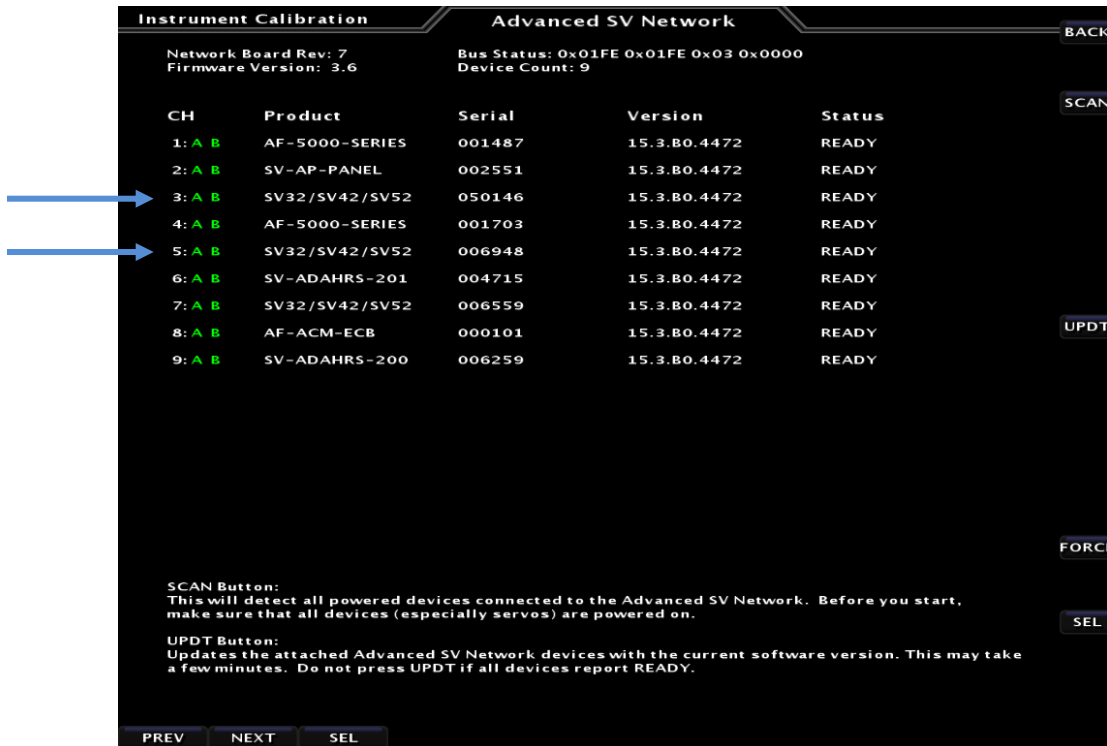 Instrument Calibration Advanced SV Network
BACK
Network Board Rev: 7 Bus Status: 0x01FE 0x01FE 0x03 0x0000
Firmware Version: 3.6 Device Count: 9
SCAN
CH Product Serial Version Status
1: A B AF-5000-SERIES 001487 15.3.B0.4472 READY
2: A B SV-AP-PANEL 002551 15.3.B0.4472 READY
3: A B SV32/SV42/SV52 050146 15.3.B0.4472 READY
4: A B AF-5000-SERIES 001703 15.3.B0.4472 READY
5: A B SV32/SV42/SV52 006948 15.3.B0.4472 READY
6: A B SV-ADAHRS-201 004715 15.3.B0.4472 READY
7: A B SV32/SV42/SV52 006559 15.3.B0.4472 READY
8: A B AF-ACM-ECB 000101 15.3.B0.4472 READY
UPDT
9: A B SV-ADAHRS-200 006259 15.3.B0.4472 READY
FORC
SCAN Button:
This will detect all powered devices connected to the Advanced SV Network. Before you start,
make sure that all devices (especially servos) are powered on.
SEL
UPDT Button:
Updates the attached Advanced SV Network devices with the current software version. This may take
a few minutes. Do not press UPDT if all devices report READY.
PREV NEXT SEL